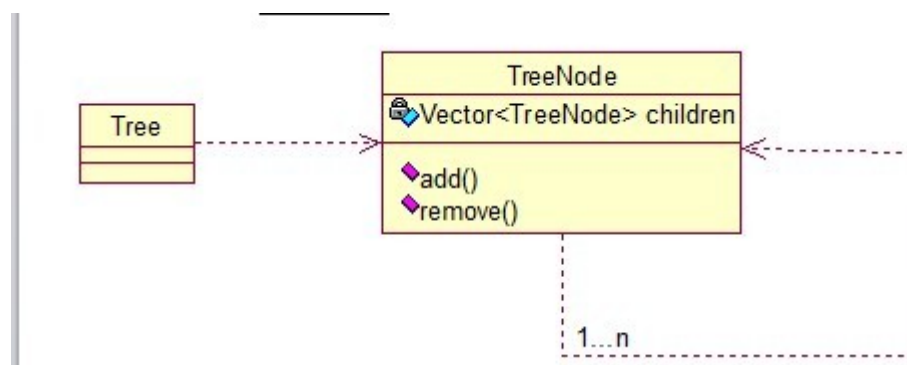 TreeNode
Tree
Vector<TreeNode> children
add()
remove()
1...n